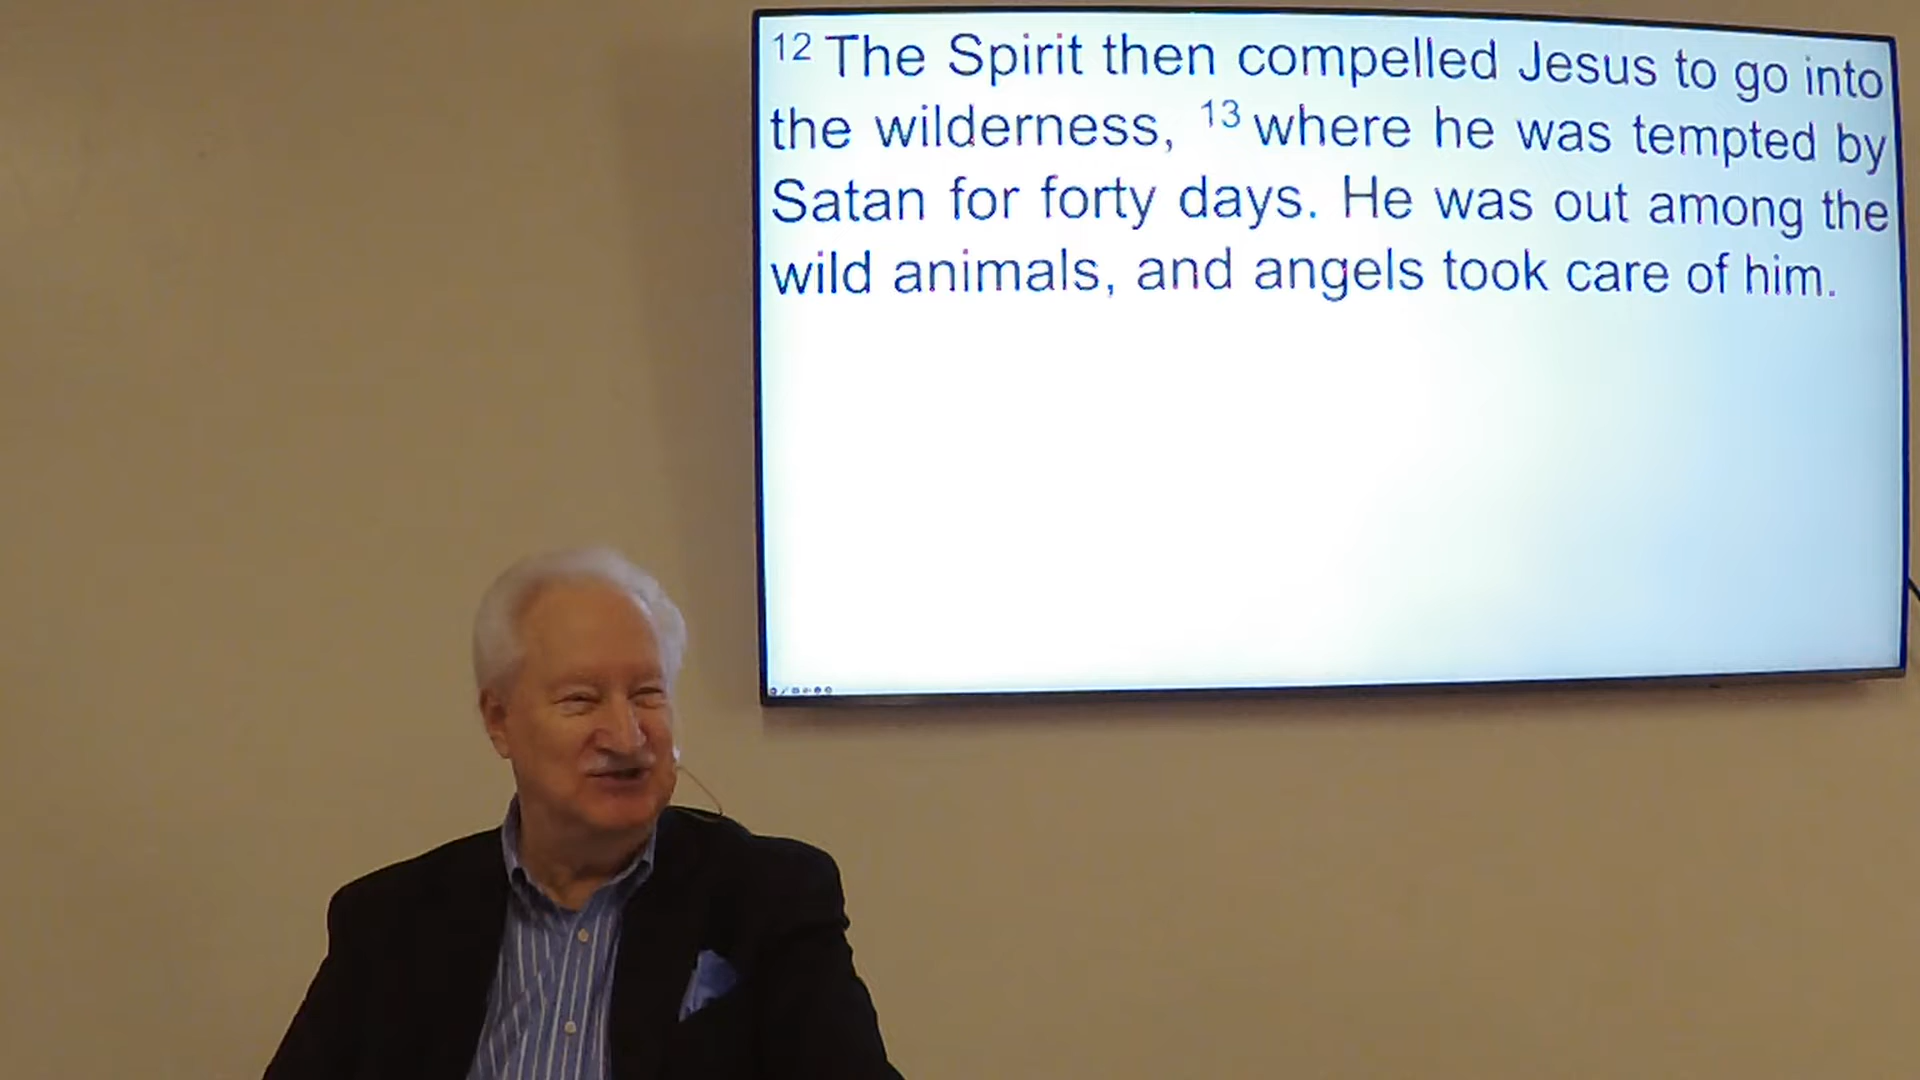 12 The Spirit then compelled Jesus to go into
the wilderness, 13 where he was tempted by
Satan for forty days. He was out among the
wild animals, and angels took care of him.